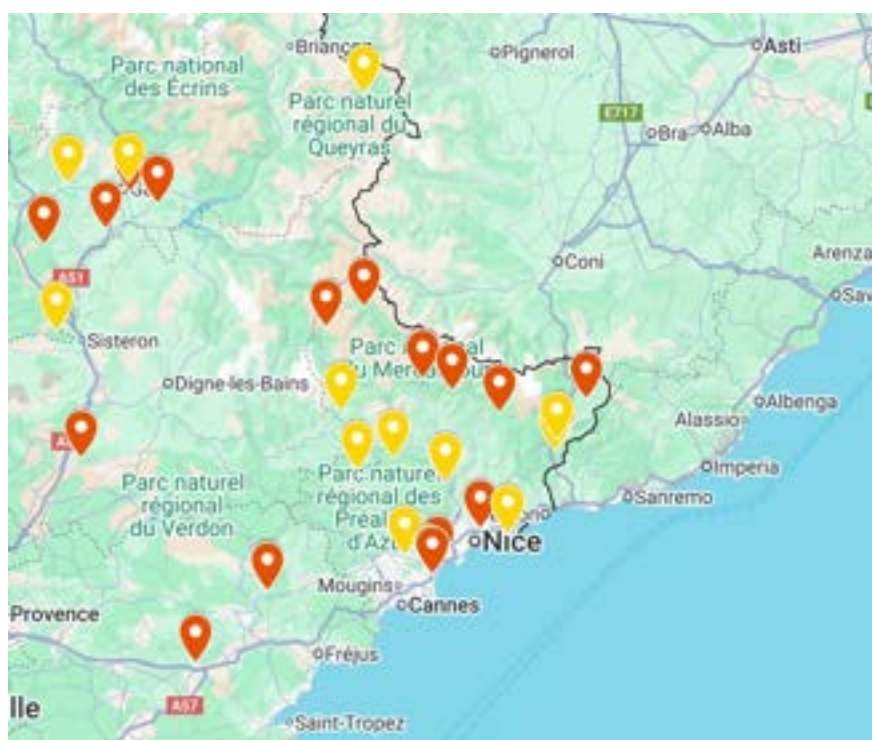 Briançon
Pignerol
Asti
Parc national
des Écrins
E717
Parc naturel
régional du
Queyras
Bra
Alba
Coni
Arenza
A51
Sav
Sisteron
Parc
Digne-les-Bains
Albenga
Alassio
Imperia
Parc naturel
régional
du Verdon
Parc naturel
régional des
Sanremo
Nice
Mougins
Cannes
-Provence
Fréjus
A57
lle
Saint-Tropez